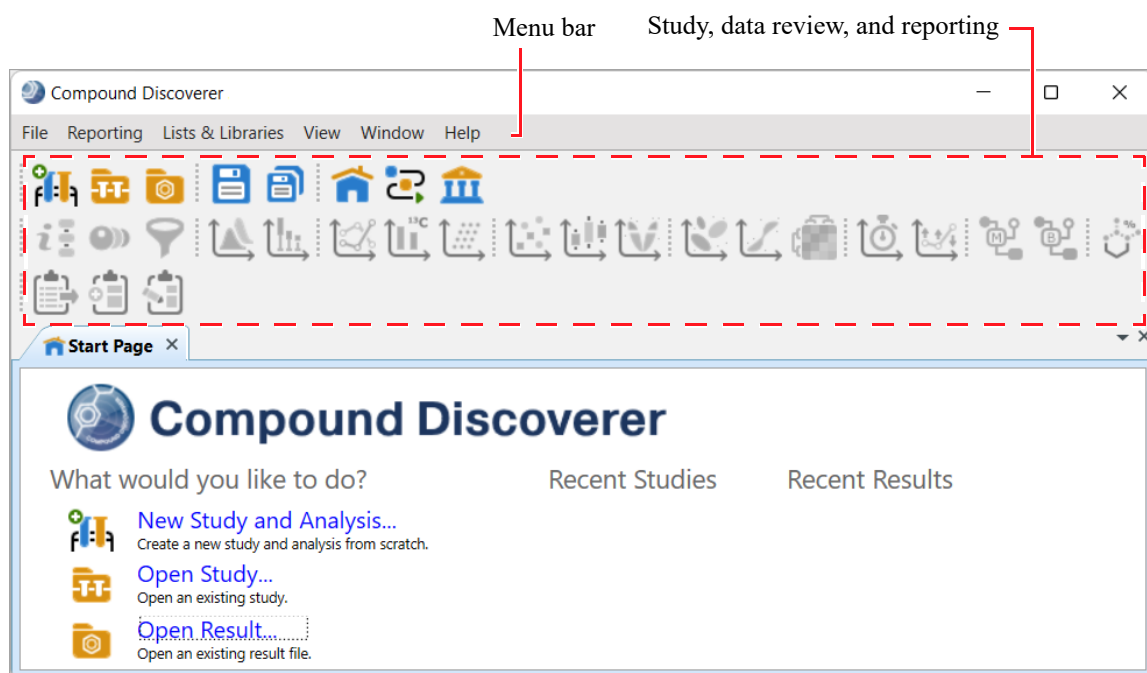 Menu bar
Study, data review, and reporting
Compound Discoverer
File Reporting Lists & Libraries View Window Help
13C
%
M
B
Start Page
Compound Discoverer
What would you like to do?
Recent Studies
Recent Results
New Study and Analysis...
Create a new study and analysis from scratch.
Open Study...
Open an existing study.
Open Result...
Open an existing result file.